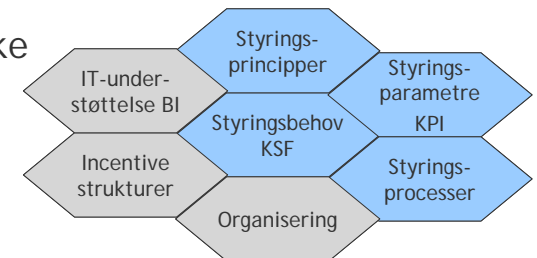 ke
Styrings-
principper
IT-under-
støttelse BI
Styrings-
parametre
KPI
Styringsbehov
KSF
Incentive
strukturer
Styrings-
processer
Organisering